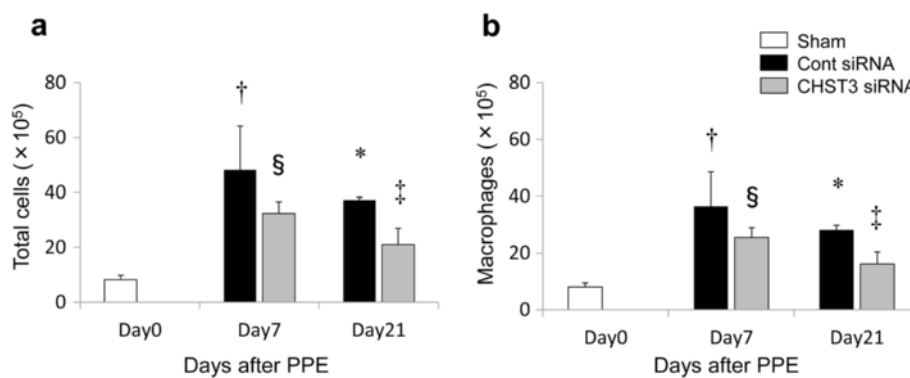 a
Total cells (×10⁵)
80
60
40
20
0
†
§
*
‡
Day0
Day7
Day21
Days after PPE
b
Sham
Cont siRNA
CHST3 siRNA
Macrophages (×10⁵)
80
60
40
20
0
†
§
*
‡
Day0
Day7
Day21
Days after PPE